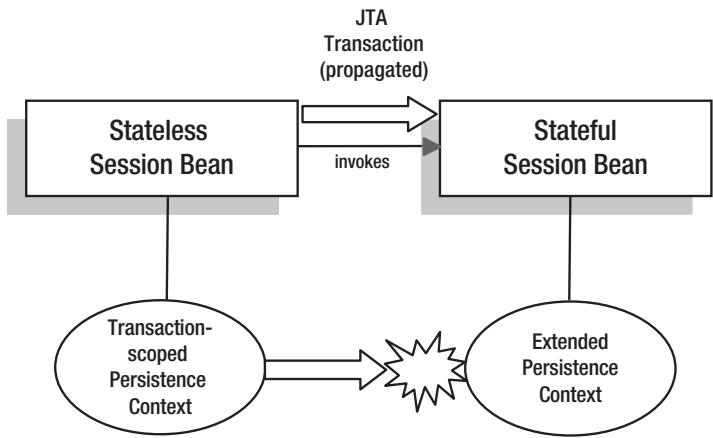 JTA
Transaction
(propagated)
Stateless
Session Bean
invokes
Stateful
Session Bean
Transaction-
scoped
Persistence
Context
Extended
Persistence
Context